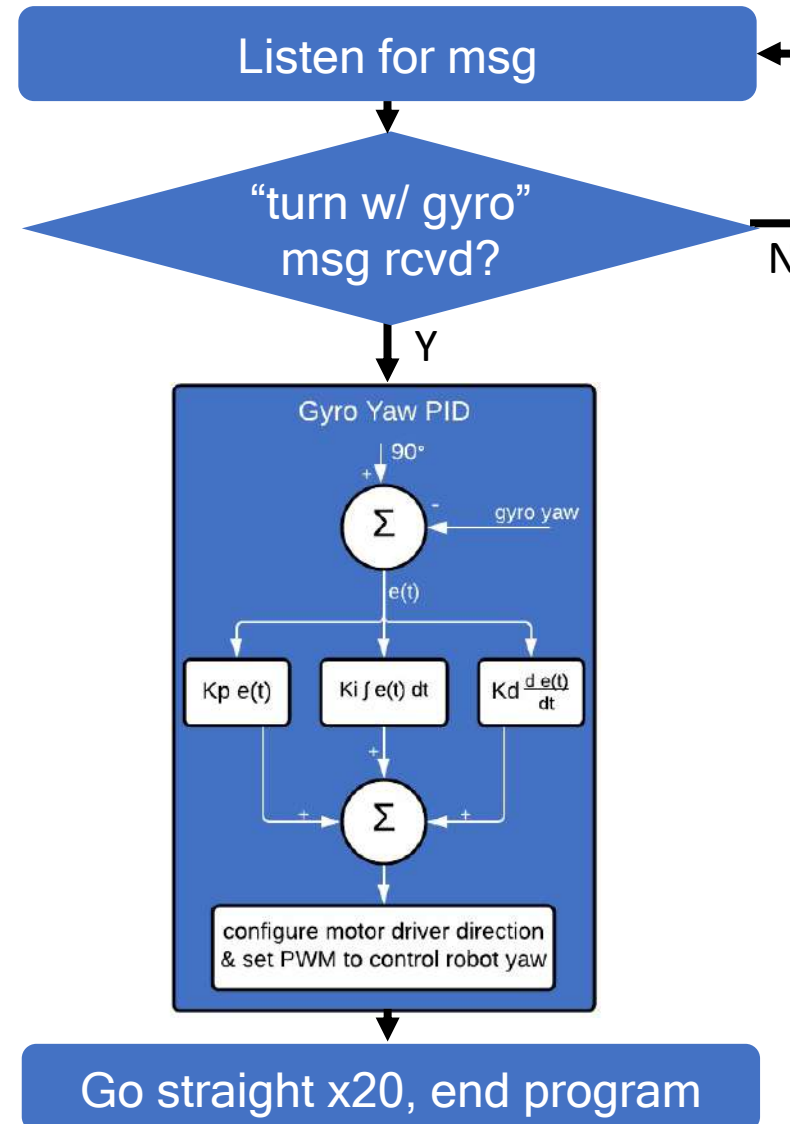 Listen for msg
“turn w/ gyro”
msg rcvd?
N
Y
Gyro Yaw PID
90°
+
-
gyro yaw
Σ
e(t)
Kp e(t)
Ki ∫ e(t) dt
Kd d e(t)
dt
+
+
+
Σ
configure motor driver direction
& set PWM to control robot yaw
Go straight x20, end program